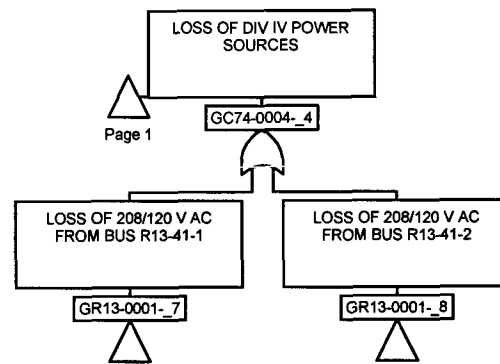 LOSS OF DIV IV POWER
SOURCES
Page 1
GC74-0004-_4
LOSS OF 208/120 V AC
FROM BUS R13-41-1
LOSS OF 208/120 V AC
FROM BUS R13-41-2
GR13-0001-_7
GR13-0001-_8